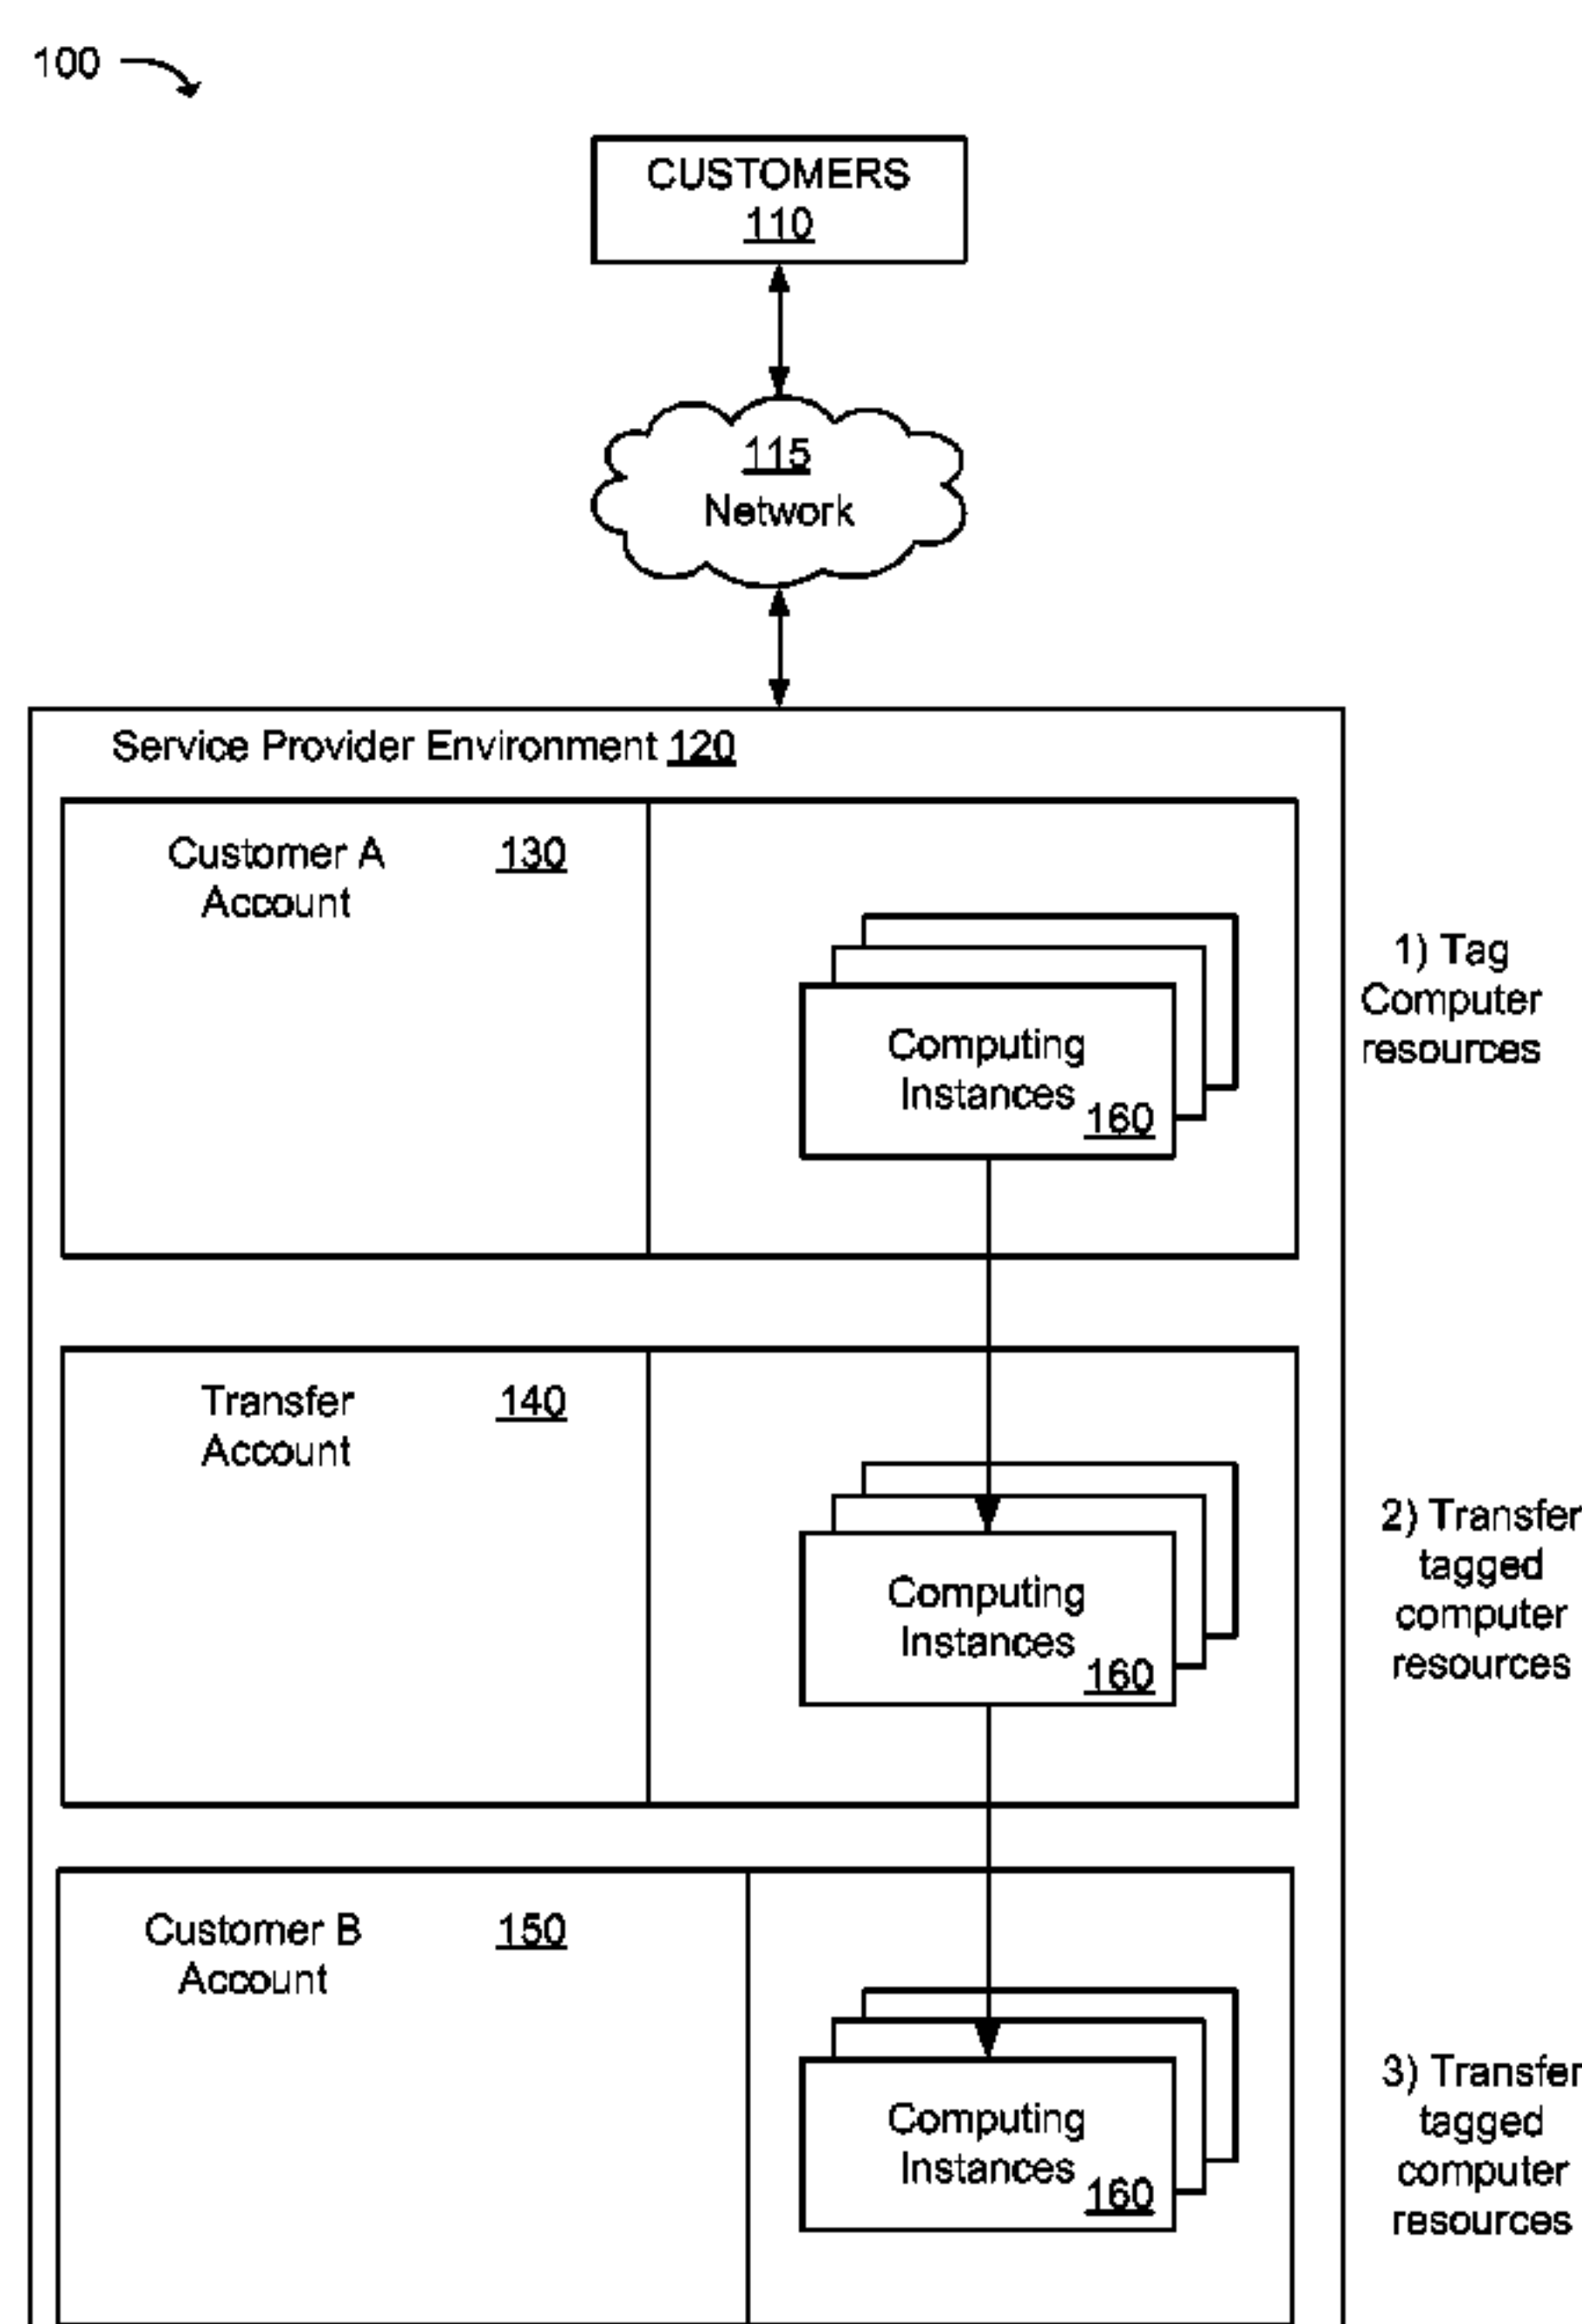 100
CUSTOMERS
110
115
Network
Service Provider Environment 120
Customer A 130
Account
Computing
Instances
160
1) Tag
Computer
resources
Transfer 140
Account
Computing
Instances
160
2) Transfer
tagged
computer
resources
Customer B 150
Account
Computing
Instances
160
3) Transfer
tagged
computer
resources